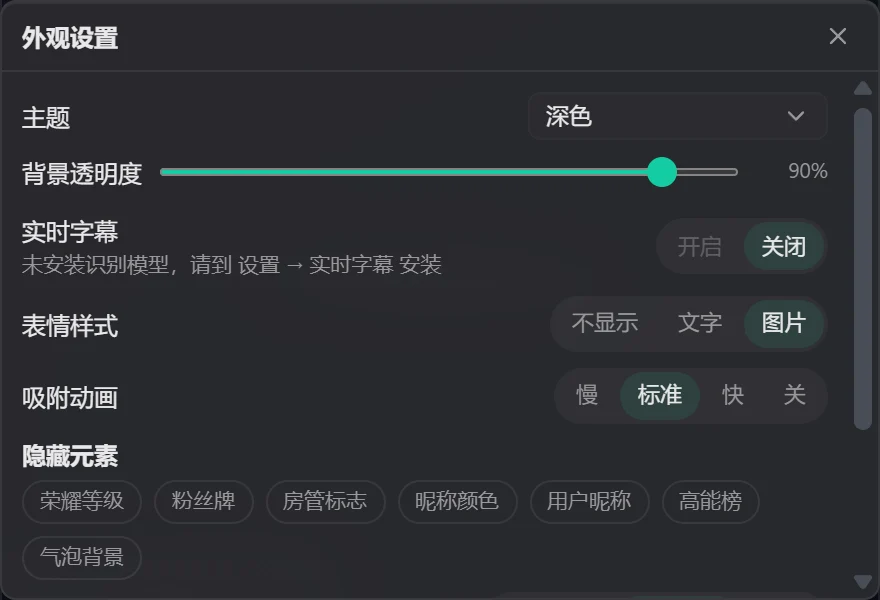 外观设置
主题 深色
背景透明度 90%
实时字幕 开启 关闭
未安装识别模型，请到 设置 → 实时字幕 安装
表情样式 不显示 文字 图片
吸附动画 慢 标准 快 关
隐藏元素
荣耀等级 粉丝牌 房管标志 昵称颜色 用户昵称 高能榜
气泡背景